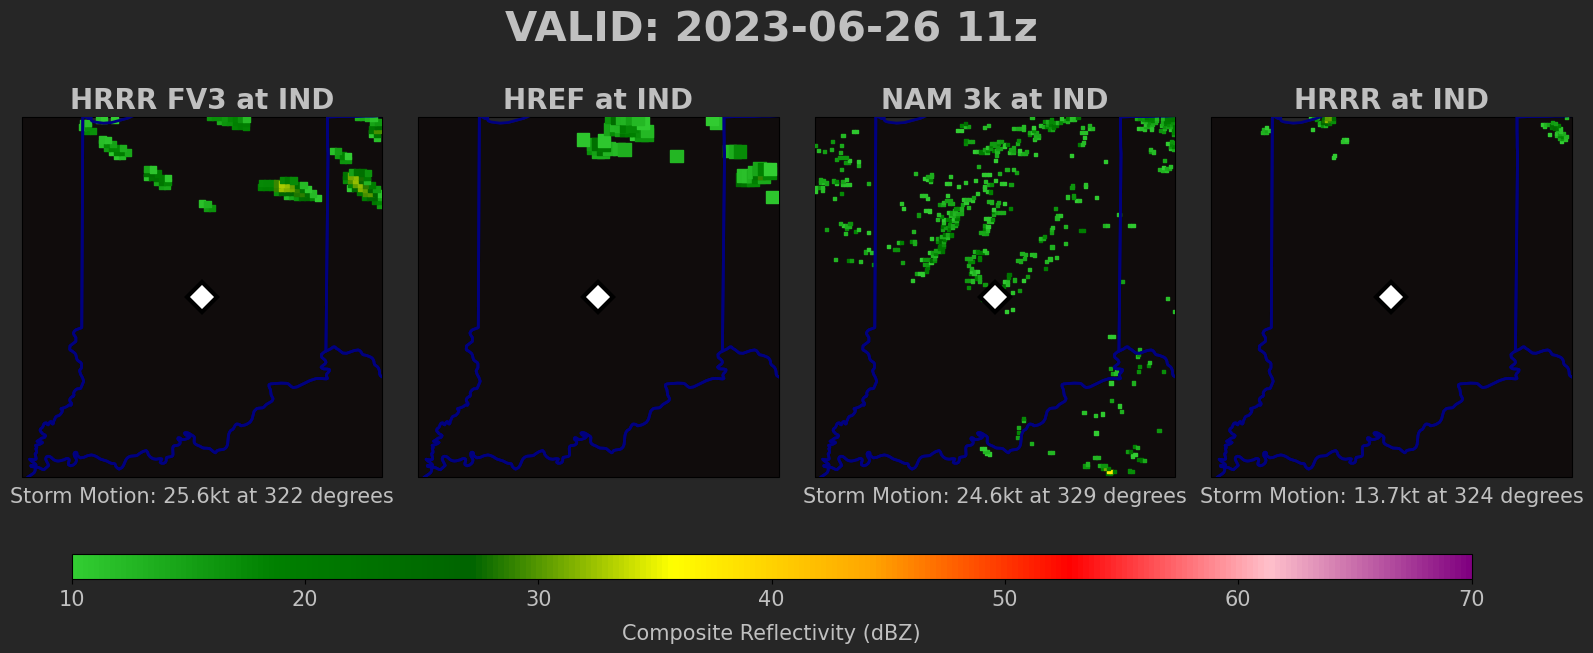 VALID: 2023-06-26 11z
HRRR FV3 at IND
HREF at IND
NAM 3k at IND
HRRR at IND
Storm Motion: 25.6kt at 322 degrees
Storm Motion: 24.6kt at 329 degrees
Storm Motion: 13.7kt at 324 degrees
10 20 30 40 50 60 70
Composite Reflectivity (dBZ)